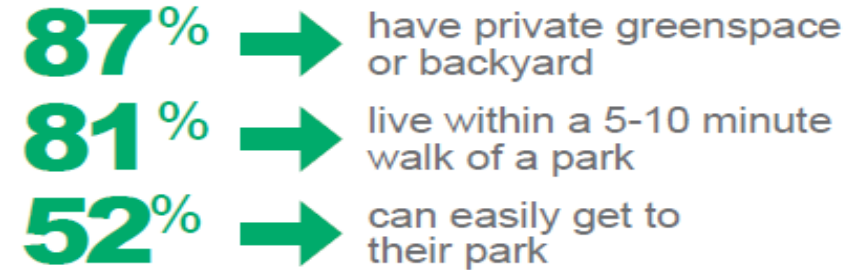 87% have private greenspace
or backyard
81% live within a 5-10 minute
walk of a park
52% can easily get to
their park